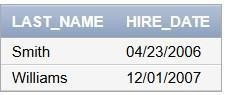 LAST_NAME HIRE_DATE
Smith 04/23/2006
Williams 12/01/2007